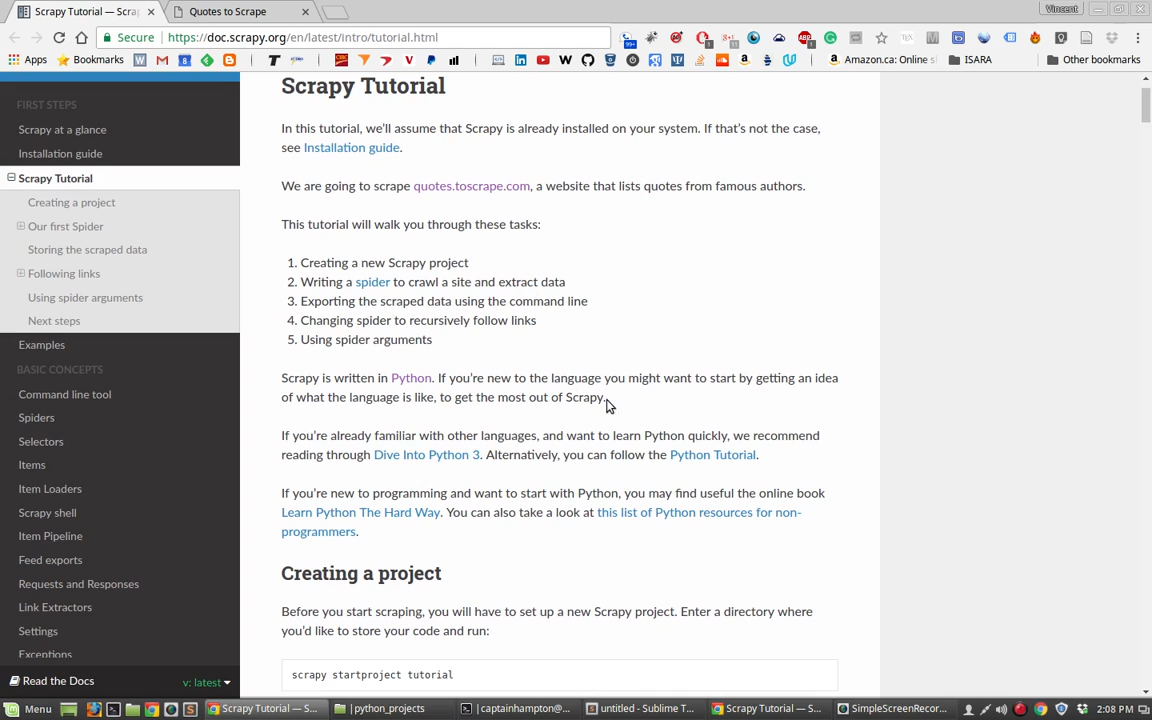 Scrapy Tutorial — Scra
Quotes to Scrape
Vincent
Secure
https://doc.scrapy.org/en/latest/intro/tutorial.html
Apps
Bookmarks
Amazon.ca: Online s
ISARA
Other bookmarks
FIRST STEPS
Scrapy at a glance
Installation guide
Scrapy Tutorial
Creating a project
Our first Spider
Storing the scraped data
Following links
Using spider arguments
Next steps
Examples
BASIC CONCEPTS
Command line tool
Spiders
Selectors
Items
Item Loaders
Scrapy shell
Item Pipeline
Feed exports
Requests and Responses
Link Extractors
Settings
Exceptions
Read the Docs
v: latest
Scrapy Tutorial
In this tutorial, we’ll assume that Scrapy is already installed on your system. If that’s not the case,
see Installation guide.
We are going to scrape quotes.toscrape.com, a website that lists quotes from famous authors.
This tutorial will walk you through these tasks:
1. Creating a new Scrapy project
2. Writing a spider to crawl a site and extract data
3. Exporting the scraped data using the command line
4. Changing spider to recursively follow links
5. Using spider arguments
Scrapy is written in Python. If you’re new to the language you might want to start by getting an idea
of what the language is like, to get the most out of Scrapy.
If you’re already familiar with other languages, and want to learn Python quickly, we recommend
reading through Dive Into Python 3. Alternatively, you can follow the Python Tutorial.
If you’re new to programming and want to start with Python, you may find useful the online book
Learn Python The Hard Way. You can also take a look at this list of Python resources for non-
programmers.
Creating a project
Before you start scraping, you will have to set up a new Scrapy project. Enter a directory where
you’d like to store your code and run:
scrapy startproject tutorial
Menu
Scrapy Tutorial — S...
python_projects
captainhampton@...
untitled - Sublime T...
Scrapy Tutorial — S...
SimpleScreenRecor...
2:08 PM